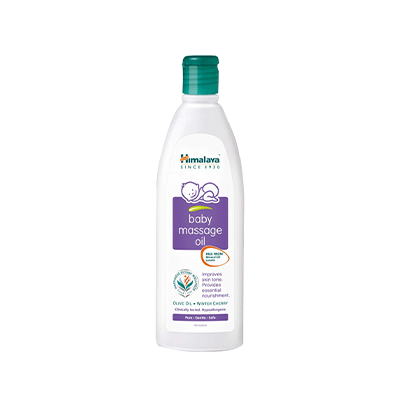 Himalaya
SINCE 1930
baby
massage
oil
improves
skin tone.
Provides
essential
nourishment.
OLIVE OIL • WINTER CHERRY
Clinically tested Hypoallergenic
Pure • Gentle • Safe